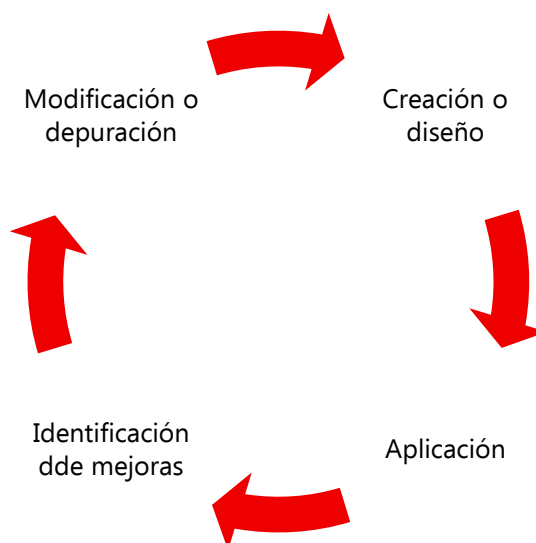 Modificación o
depuración
Creación o
diseño
Identificación
dde mejoras
Aplicación